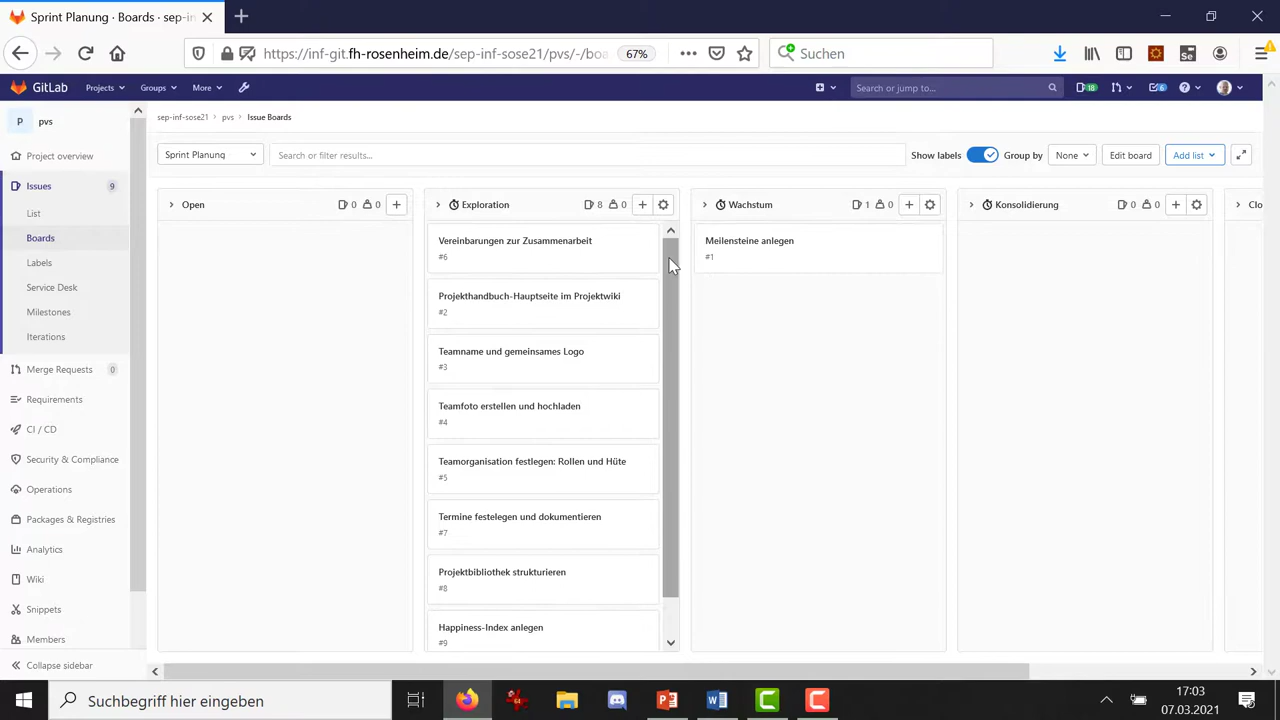 Sprint Planung · Boards · sep-in
https://inf-git.fh-rosenheim.de/sep-inf-sose21/pvs/-/boa
67%
Suchen
GitLab
Projects
Groups
More
Search or jump to...
18
6
P
pvs
sep-inf-sose21
pvs
Issue Boards
Sprint Planung
Search or filter results...
Show labels
Group by
None
Edit board
Add list
Project overview
Issues
9
List
Boards
Labels
Service Desk
Milestones
Iterations
Merge Requests
0
Requirements
CI / CD
Security & Compliance
Operations
Packages & Registries
Analytics
Wiki
Snippets
Members
Collapse sidebar
Open
0
0
Exploration
8
0
Vereinbarungen zur Zusammenarbeit
#6
Projekthandbuch-Hauptseite im Projektwiki
#2
Teamname und gemeinsames Logo
#3
Teamfoto erstellen und hochladen
#4
Teamorganisation festlegen: Rollen und Hüte
#5
Termine festelegen und dokumentieren
#7
Projektbibliothek strukturieren
#8
Happiness-Index anlegen
#9
Wachstum
1
0
Meilensteine anlegen
#1
Konsolidierung
0
0
Clo
Suchbegriff hier eingeben
17:03
07.03.2021